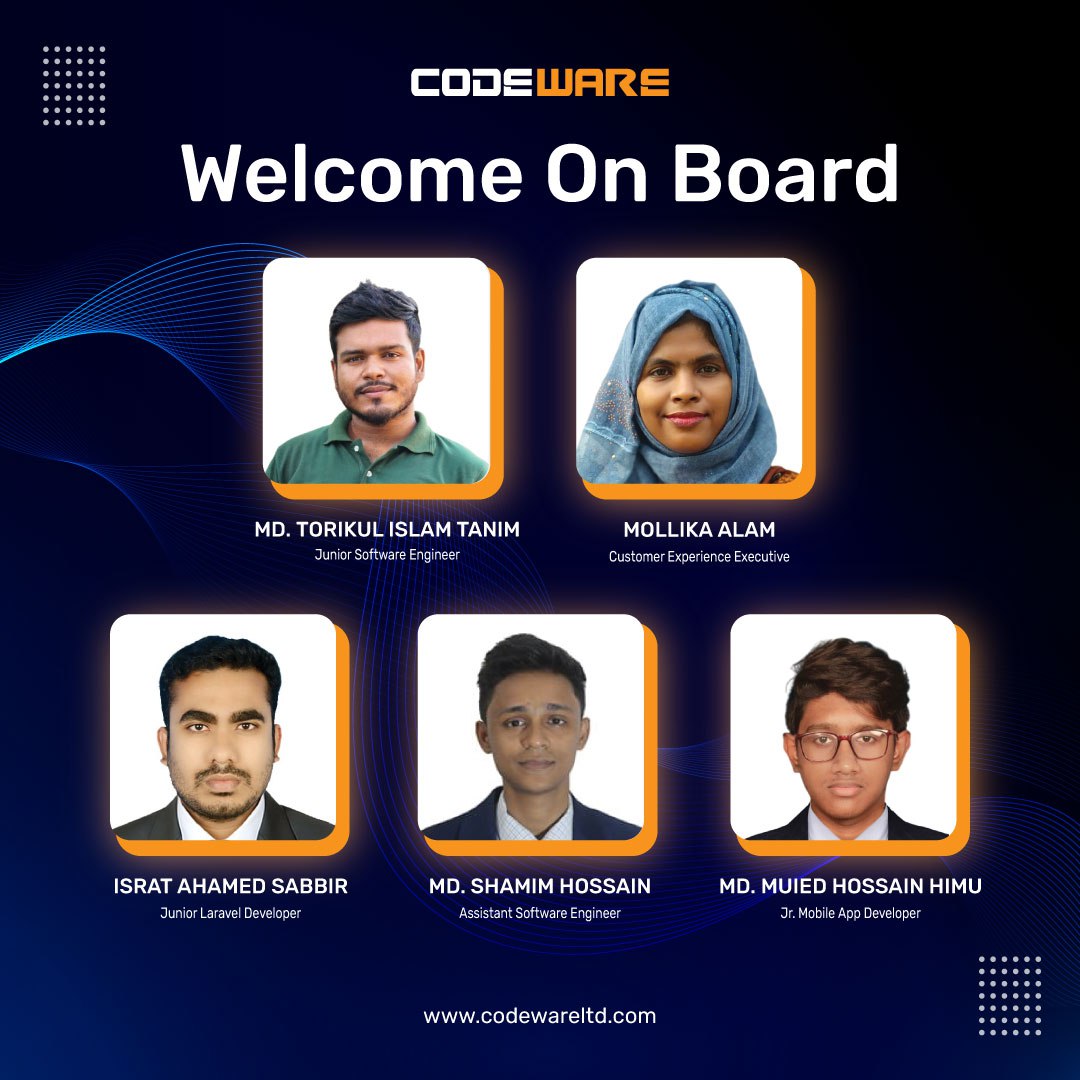 CODEWARE
Welcome On Board
MD. TORIKUL ISLAM TANIM
Junior Software Engineer
MOLLIKA ALAM
Customer Experience Executive
ISRAT AHAMED SABBIR
Junior Laravel Developer
MD. SHAMIM HOSSAIN
Assistant Software Engineer
MD. MUIED HOSSAIN HIMU
Jr. Mobile App Developer
www.codewareltd.com